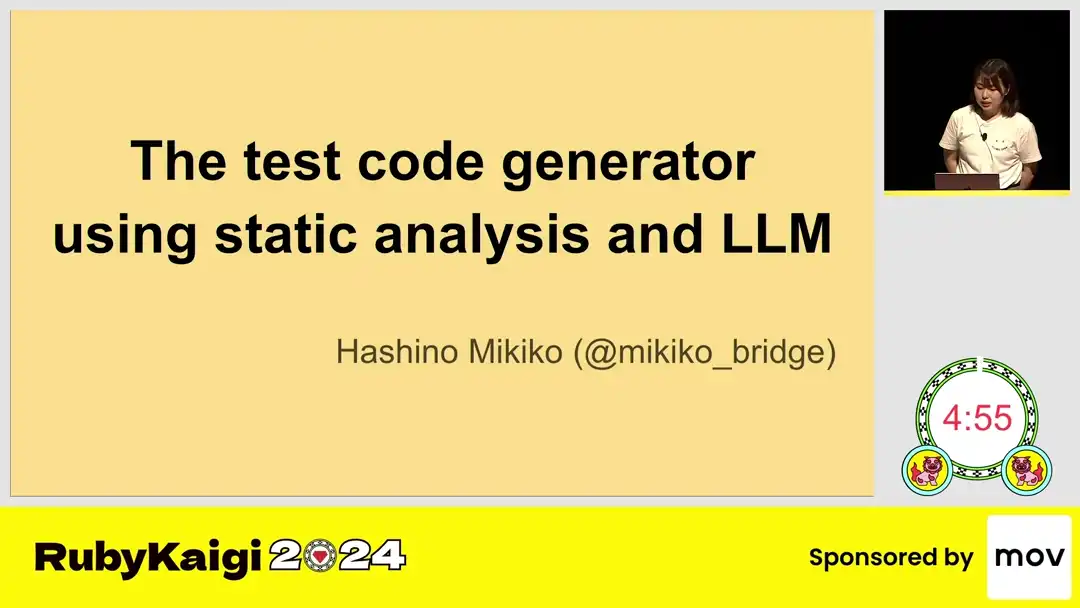 The test code generator
using static analysis and LLM
Hashino Mikiko (@mikiko_bridge)
4:55
RubyKaigi 2024
Sponsored by
mov